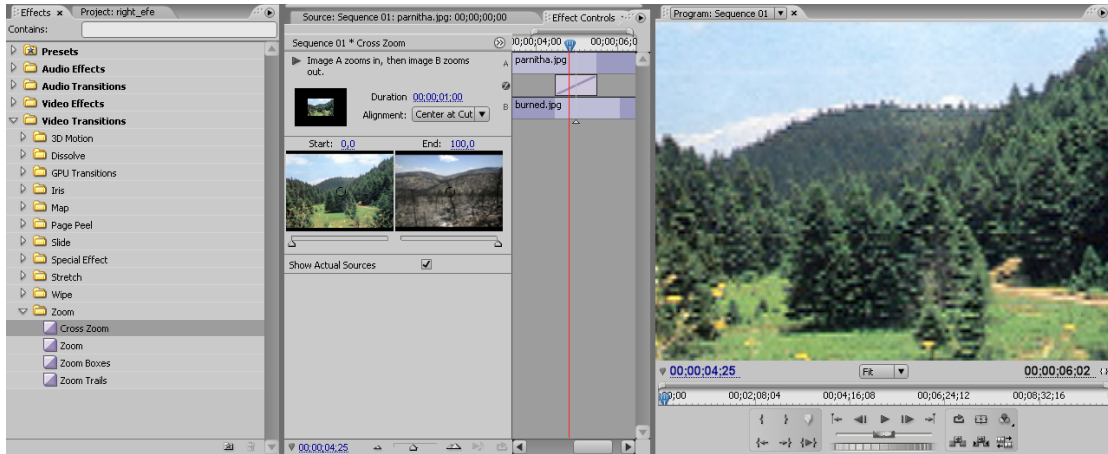 Effects × Project: right_efe
Contains:
Presets
Audio Effects
Audio Transitions
Video Effects
Video Transitions
3D Motion
Dissolve
GPU Transitions
Iris
Map
Page Peel
Slide
Special Effect
Stretch
Wipe
Zoom
Cross Zoom
Zoom
Zoom Boxes
Zoom Trails
Source: Sequence 01: parnitha.jpg: 00;00;00;00 Effect Controls
Sequence 01 * Cross Zoom
Image A zooms in, then image B zooms
out.
Duration 00;00;01;00
Alignment: Center at Cut
Start: 0,0 End: 100,0
Show Actual Sources
00;00;04;25
00;00;04;00 00;00;06;0
A parnitha.jpg
B burned.jpg
Program: Sequence 01 ×
00;00;04;25 Fit 00;00;06;02
00;00 00;02;08;04 00;04;16;08 00;06;24;12 00;08;32;16